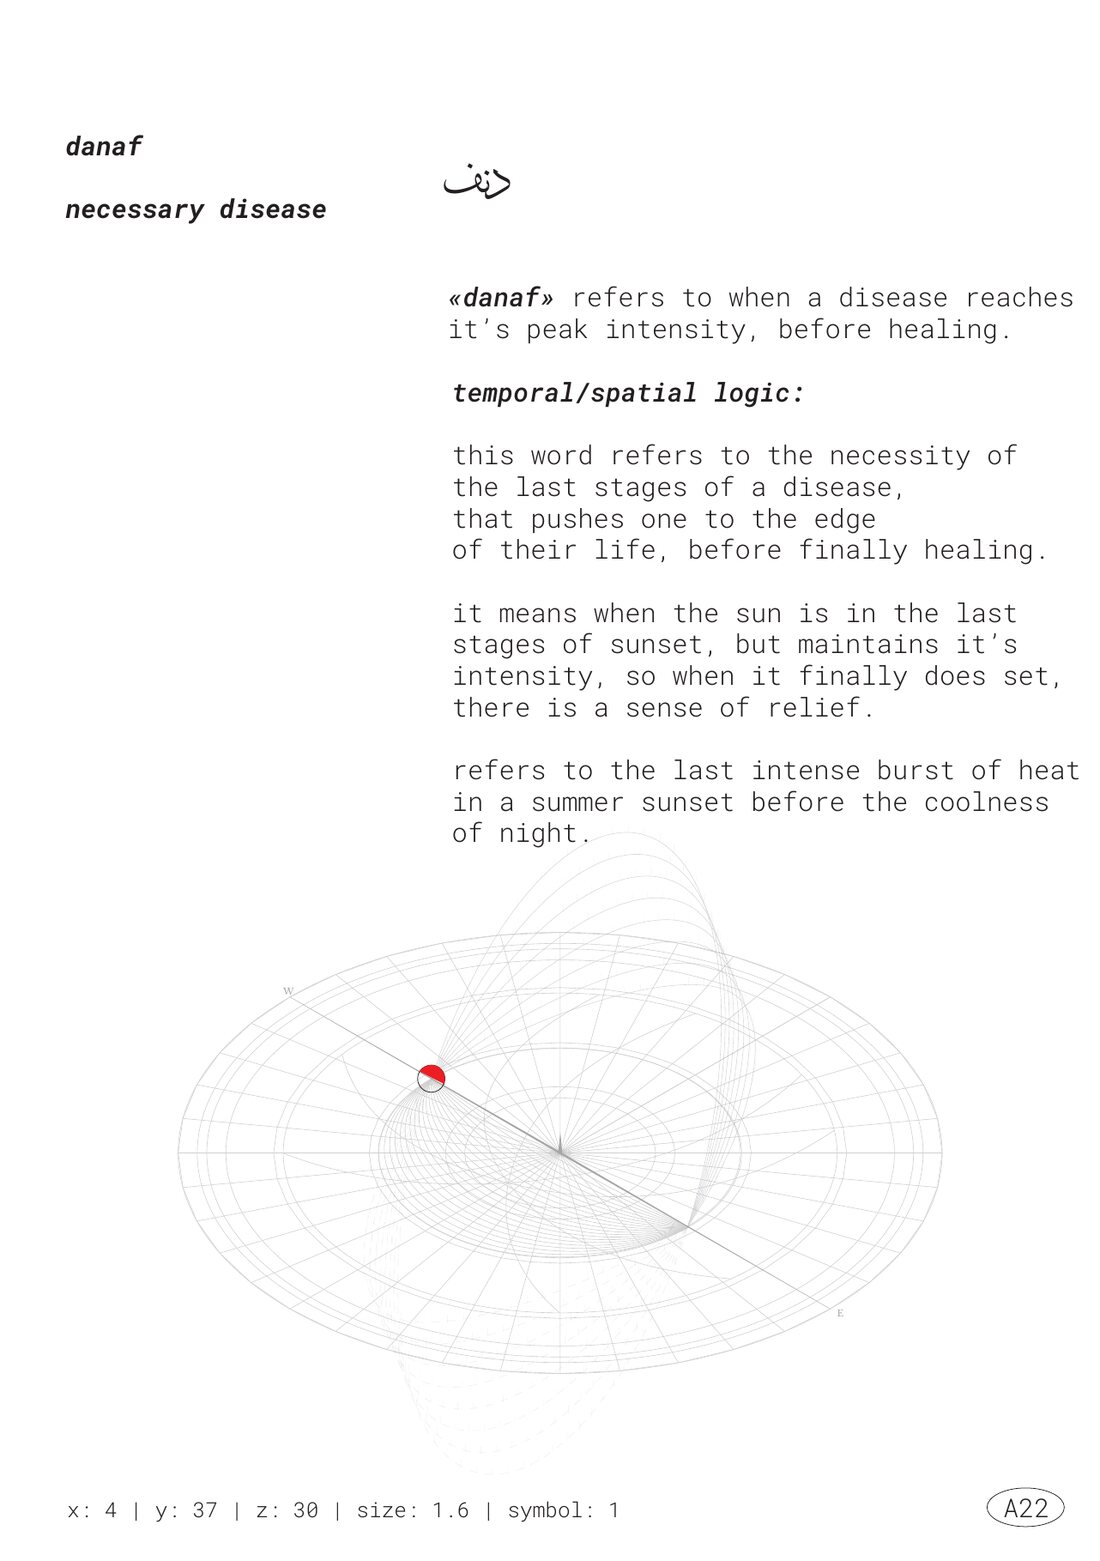 danaf
دنف
necessary disease
«danaf» refers to when a disease reaches
it’s peak intensity, before healing.
temporal/spatial logic:
this word refers to the necessity of
the last stages of a disease,
that pushes one to the edge
of their life, before finally healing.
it means when the sun is in the last
stages of sunset, but maintains it’s
intensity, so when it finally does set,
there is a sense of relief.
refers to the last intense burst of heat
in a summer sunset before the coolness
of night.
W
E
x: 4 | y: 37 | z: 30 | size: 1.6 | symbol: 1
A22